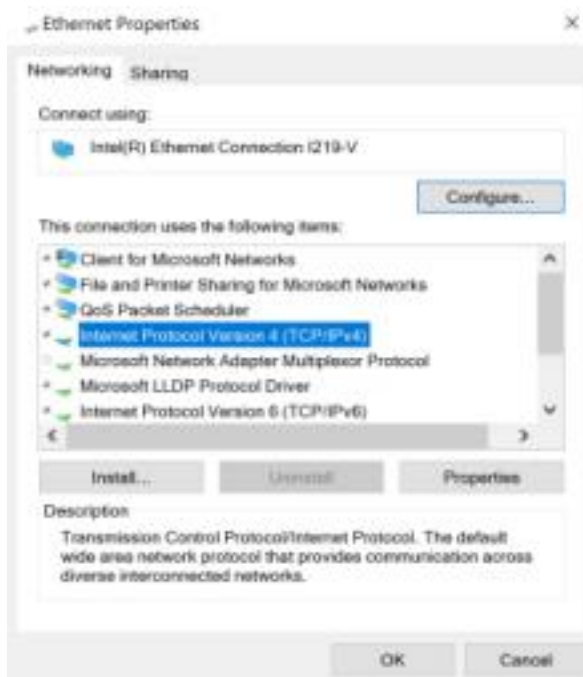 Ethernet Properties
Networking Sharing
Connect using:
Intel(R) Ethernet Connection I219-V
Configure...
This connection uses the following items:
Client for Microsoft Networks
File and Printer Sharing for Microsoft Networks
QoS Packet Scheduler
Internet Protocol Version 4 (TCP/IPv4)
Microsoft Network Adapter Multiplexor Protocol
Microsoft LLDP Protocol Driver
Internet Protocol Version 6 (TCP/IPv6)
Install... Uninstall Properties
Description
Transmission Control Protocol/Internet Protocol. The default
wide area network protocol that provides communication across
diverse interconnected networks.
OK Cancel